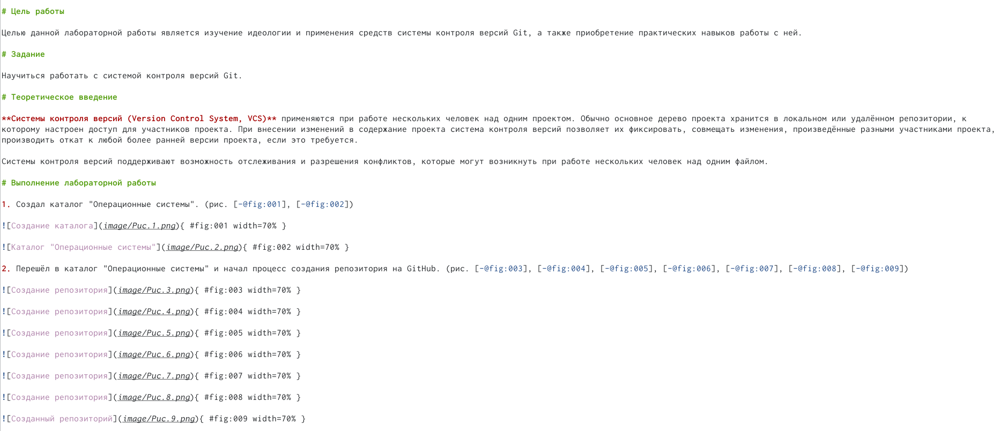 # Цель работы
Целью данной лабораторной работы является изучение идеологии и применения средств системы контроля версий Git, а также приобретение практических навыков работы с ней.
# Задание
Научиться работать с системой контроля версий Git.
# Теоретическое введение
**Системы контроля версий (Version Control System, VCS)** применяются при работе нескольких человек над одним проектом. Обычно основное дерево проекта хранится в локальном или удалённом репозитории, к
которому настроен доступ для участников проекта. При внесении изменений в содержание проекта система контроля версий позволяет их фиксировать, совмещать изменения, произведённые разными участниками проекта,
производить откат к любой более ранней версии проекта, если это требуется.
Системы контроля версий поддерживают возможность отслеживания и разрешения конфликтов, которые могут возникнуть при работе нескольких человек над одним файлом.
# Выполнение лабораторной работы
1. Создал каталог "Операционные системы". (рис. [-@fig:001], [-@fig:002])
![Создание каталога](image/Рис.1.png){ #fig:001 width=70% }
![Каталог "Операционные системы"](image/Рис.2.png){ #fig:002 width=70% }
2. Перешёл в каталог "Операционные системы" и начал процесс создания репозитория на GitHub. (рис. [-@fig:003], [-@fig:004], [-@fig:005], [-@fig:006], [-@fig:007], [-@fig:008], [-@fig:009])
![Создание репозитория](image/Рис.3.png){ #fig:003 width=70% }
![Создание репозитория](image/Рис.4.png){ #fig:004 width=70% }
![Создание репозитория](image/Рис.5.png){ #fig:005 width=70% }
![Создание репозитория](image/Рис.6.png){ #fig:006 width=70% }
![Создание репозитория](image/Рис.7.png){ #fig:007 width=70% }
![Создание репозитория](image/Рис.8.png){ #fig:008 width=70% }
![Созданный репозиторий](image/Рис.9.png){ #fig:009 width=70% }